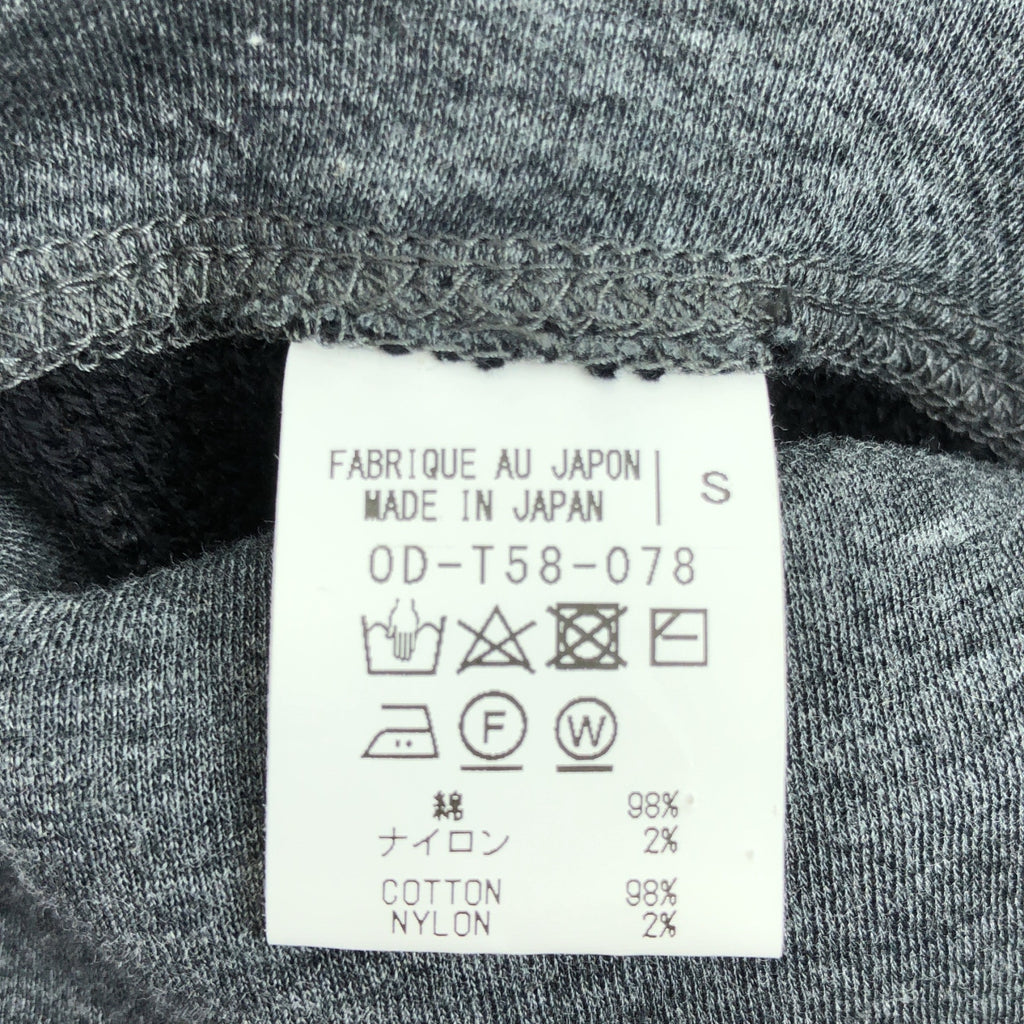 FABRIQUE AU JAPON
MADE IN JAPAN
S
OD-T58-078
F W
綿 98%
ナイロン 2%
COTTON 98%
NYLON 2%